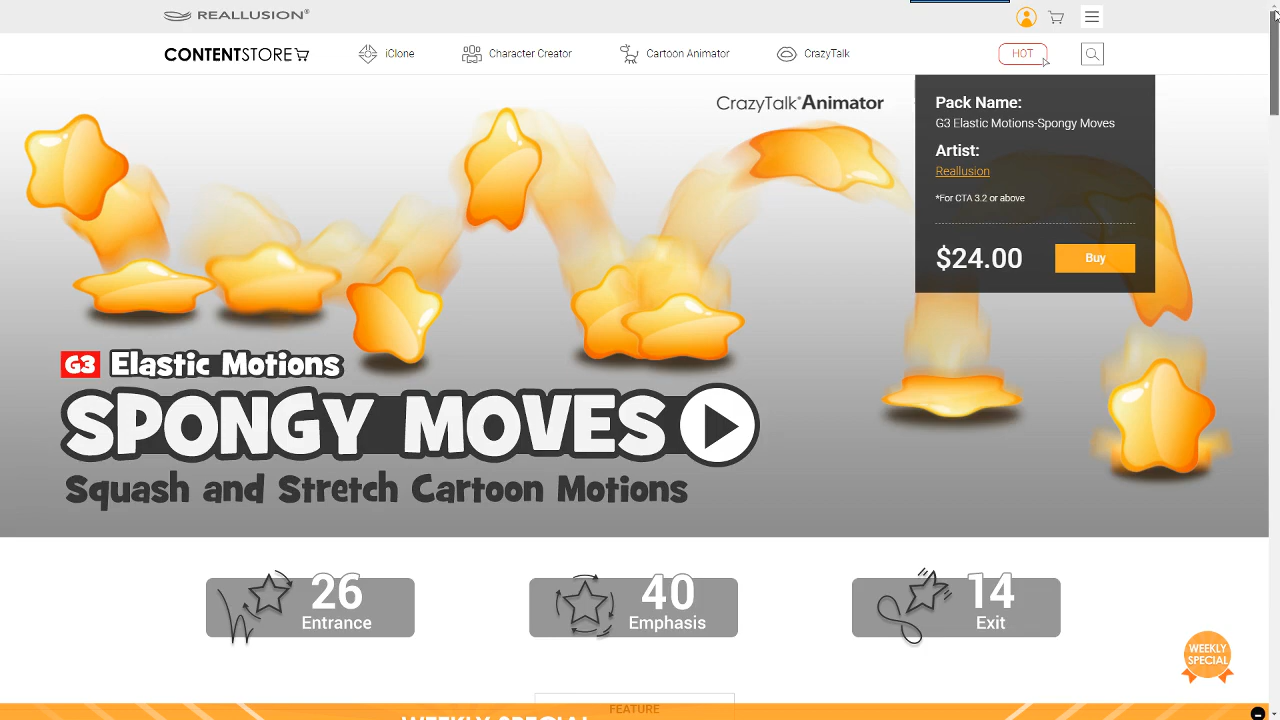 REALLUSION®
CONTENTSTORE
iClone
Character Creator
Cartoon Animator
CrazyTalk
HOT
CrazyTalk®Animator
Pack Name:
G3 Elastic Motions-Spongy Moves
Artist:
Reallusion
*For CTA 3.2 or above
$24.00
Buy
G3 Elastic Motions
SPONGY MOVES
Squash and Stretch Cartoon Motions
26
Entrance
40
Emphasis
14
Exit
WEEKLY
SPECIAL
FEATURE
WEEKLY SPECIAL